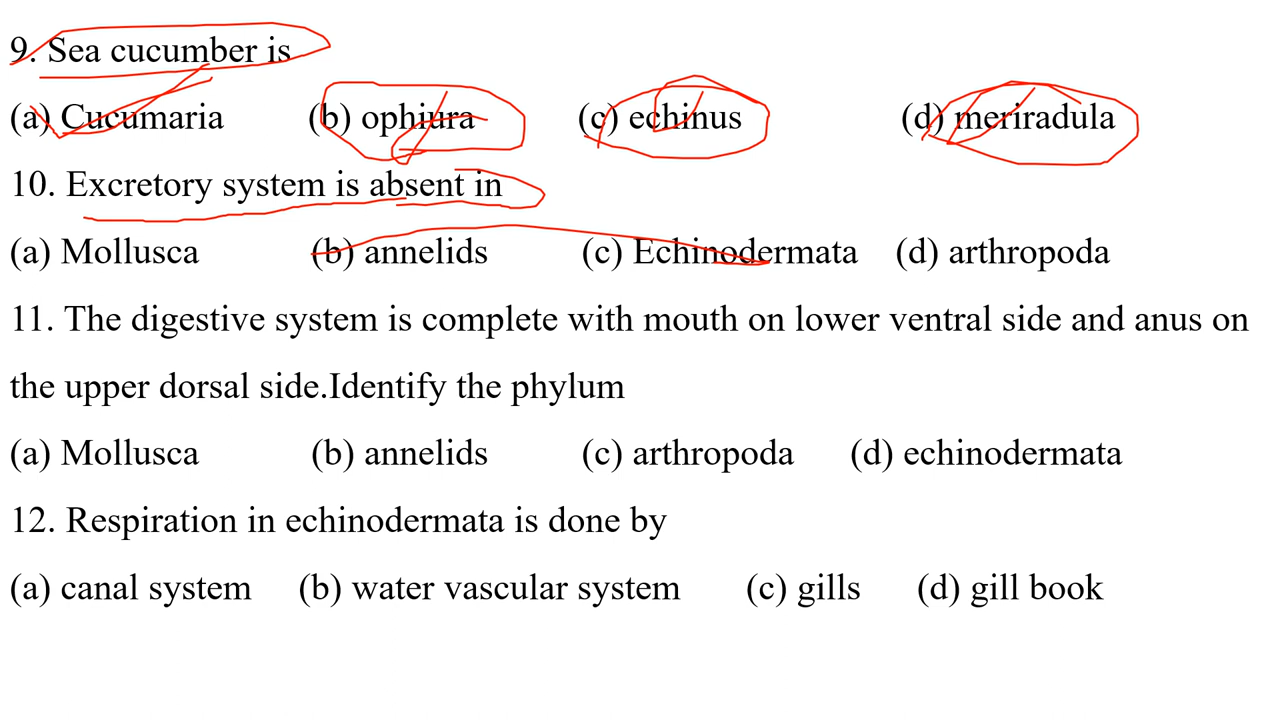 9. Sea cucumber is
(a) Cucumaria (b) ophiura (c) echinus (d) meriradula
10. Excretory system is absent in
(a) Mollusca (b) annelids (c) Echinodermata (d) arthropoda
11. The digestive system is complete with mouth on lower ventral side and anus on
the upper dorsal side.Identify the phylum
(a) Mollusca (b) annelids (c) arthropoda (d) echinodermata
12. Respiration in echinodermata is done by
(a) canal system (b) water vascular system (c) gills (d) gill book